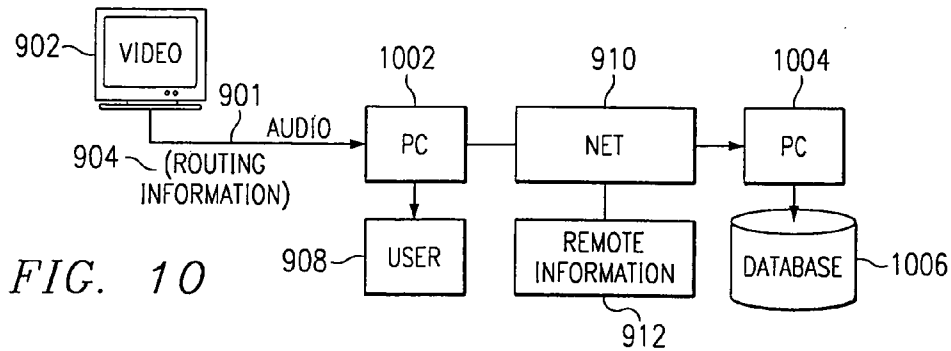 902
VIDEO
901
AUDIO
904
(ROUTING
INFORMATION)
1002
PC
910
NET
1004
PC
908
USER
REMOTE
INFORMATION
912
DATABASE
1006
FIG. 10